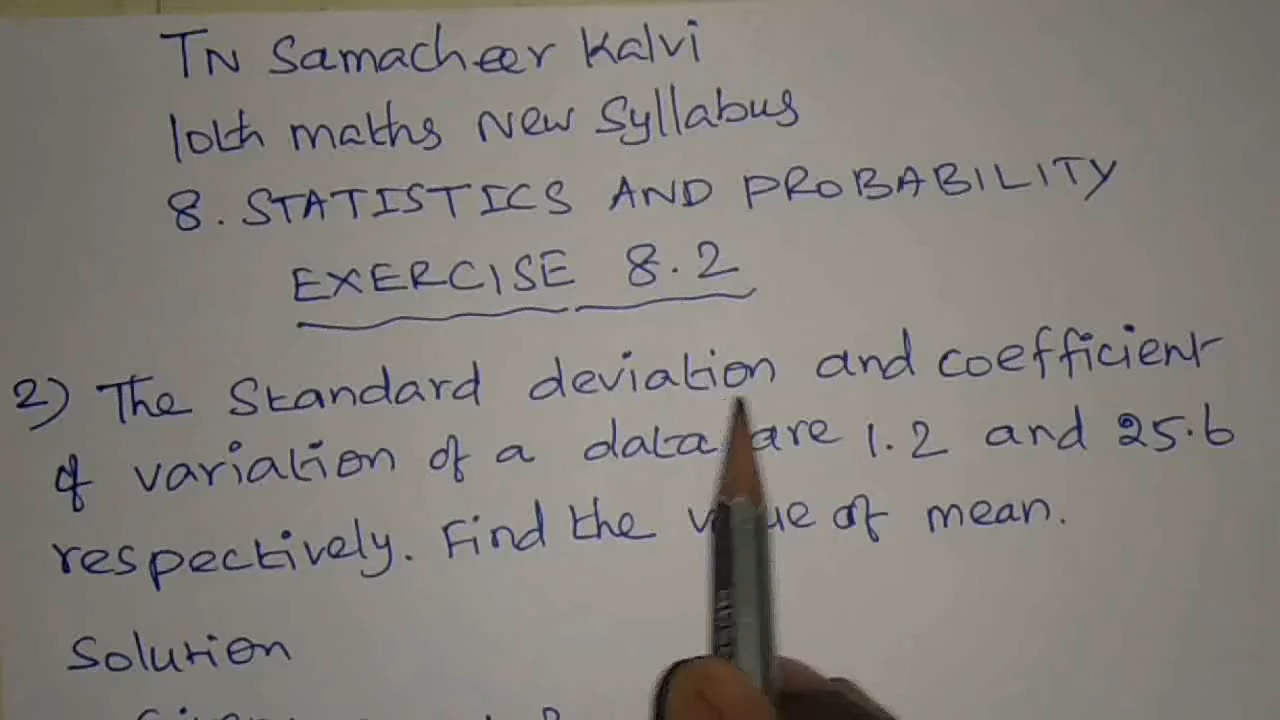 TN Samacheer Kalvi
10th maths New Syllabus
8. STATISTICS AND PROBABILITY
EXERCISE 8.2
2) The Standard deviation and coefficient
of variation of a data are 1.2 and 25.6
respectively. Find the value of mean.
Solution